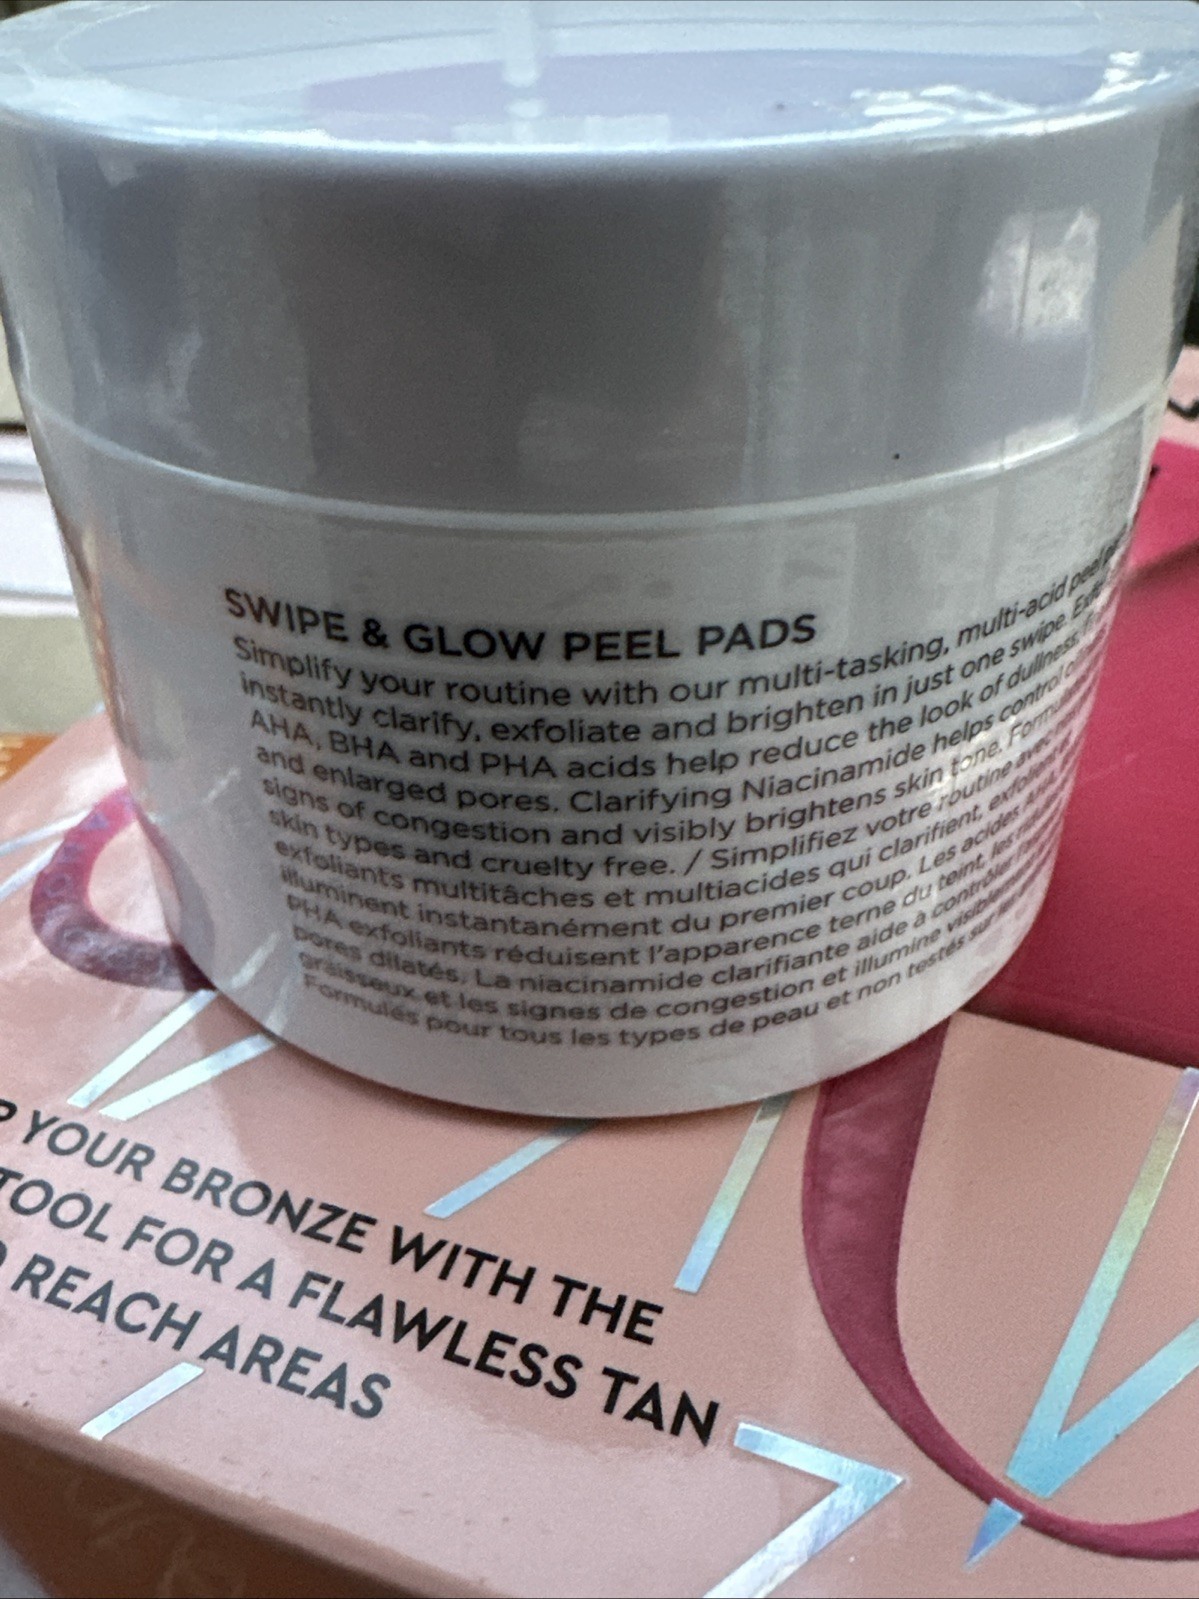 SWIPE & GLOW PEEL PADS
Simplify your routine with our multi-tasking, multi-acid peel
instantly clarify, exfoliate and brighten in just one swipe.
AHA, BHA and PHA acids help reduce the look of dullness,
and enlarged pores. Clarifying Niacinamide helps control
signs of congestion and visibly brightens skin tone.
skin types and cruelty free. / Simplifiez votre routine avec
exfoliants multitâches et multiacides qui clarifient, exfolient
illuminent instantanément du premier coup. Les acides AHA,
PHA exfoliants réduisent l'apparence terne du teint, les
pores dilatés. La niacinamide clarifiante aide à contrôler
graisseux et les signes de congestion et illumine
Formulés pour tous les types de peau et non testés sur
YOUR BRONZE WITH THE
TOOL FOR A FLAWLESS TAN
REACH AREAS